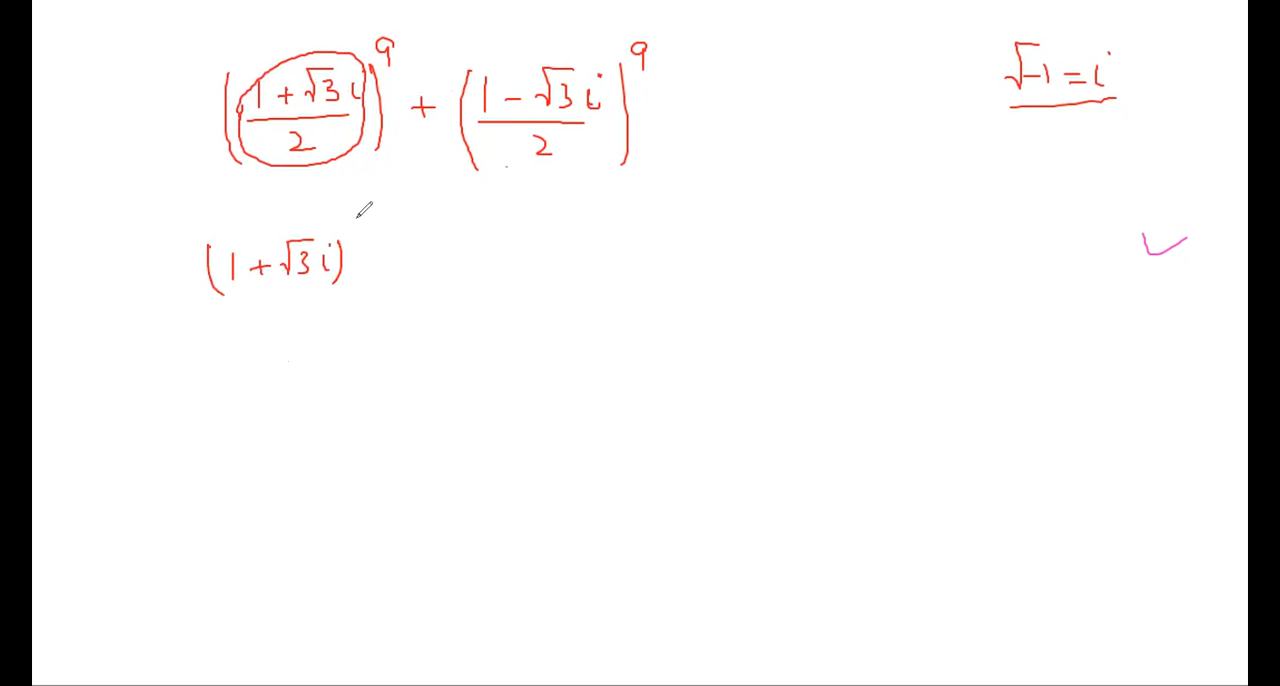 ((1 + √3 i)/2)^9 + ((1 - √3 i)/2)^9
√-1 = i
(1 + √3 i)